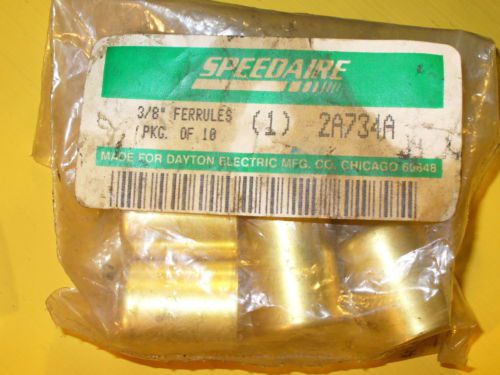 SPEEDAIRE
3/8" FERRULES
PKG. OF 10
(1) 2A734A
MADE FOR DAYTON ELECTRIC MFG. CO. CHICAGO 60648